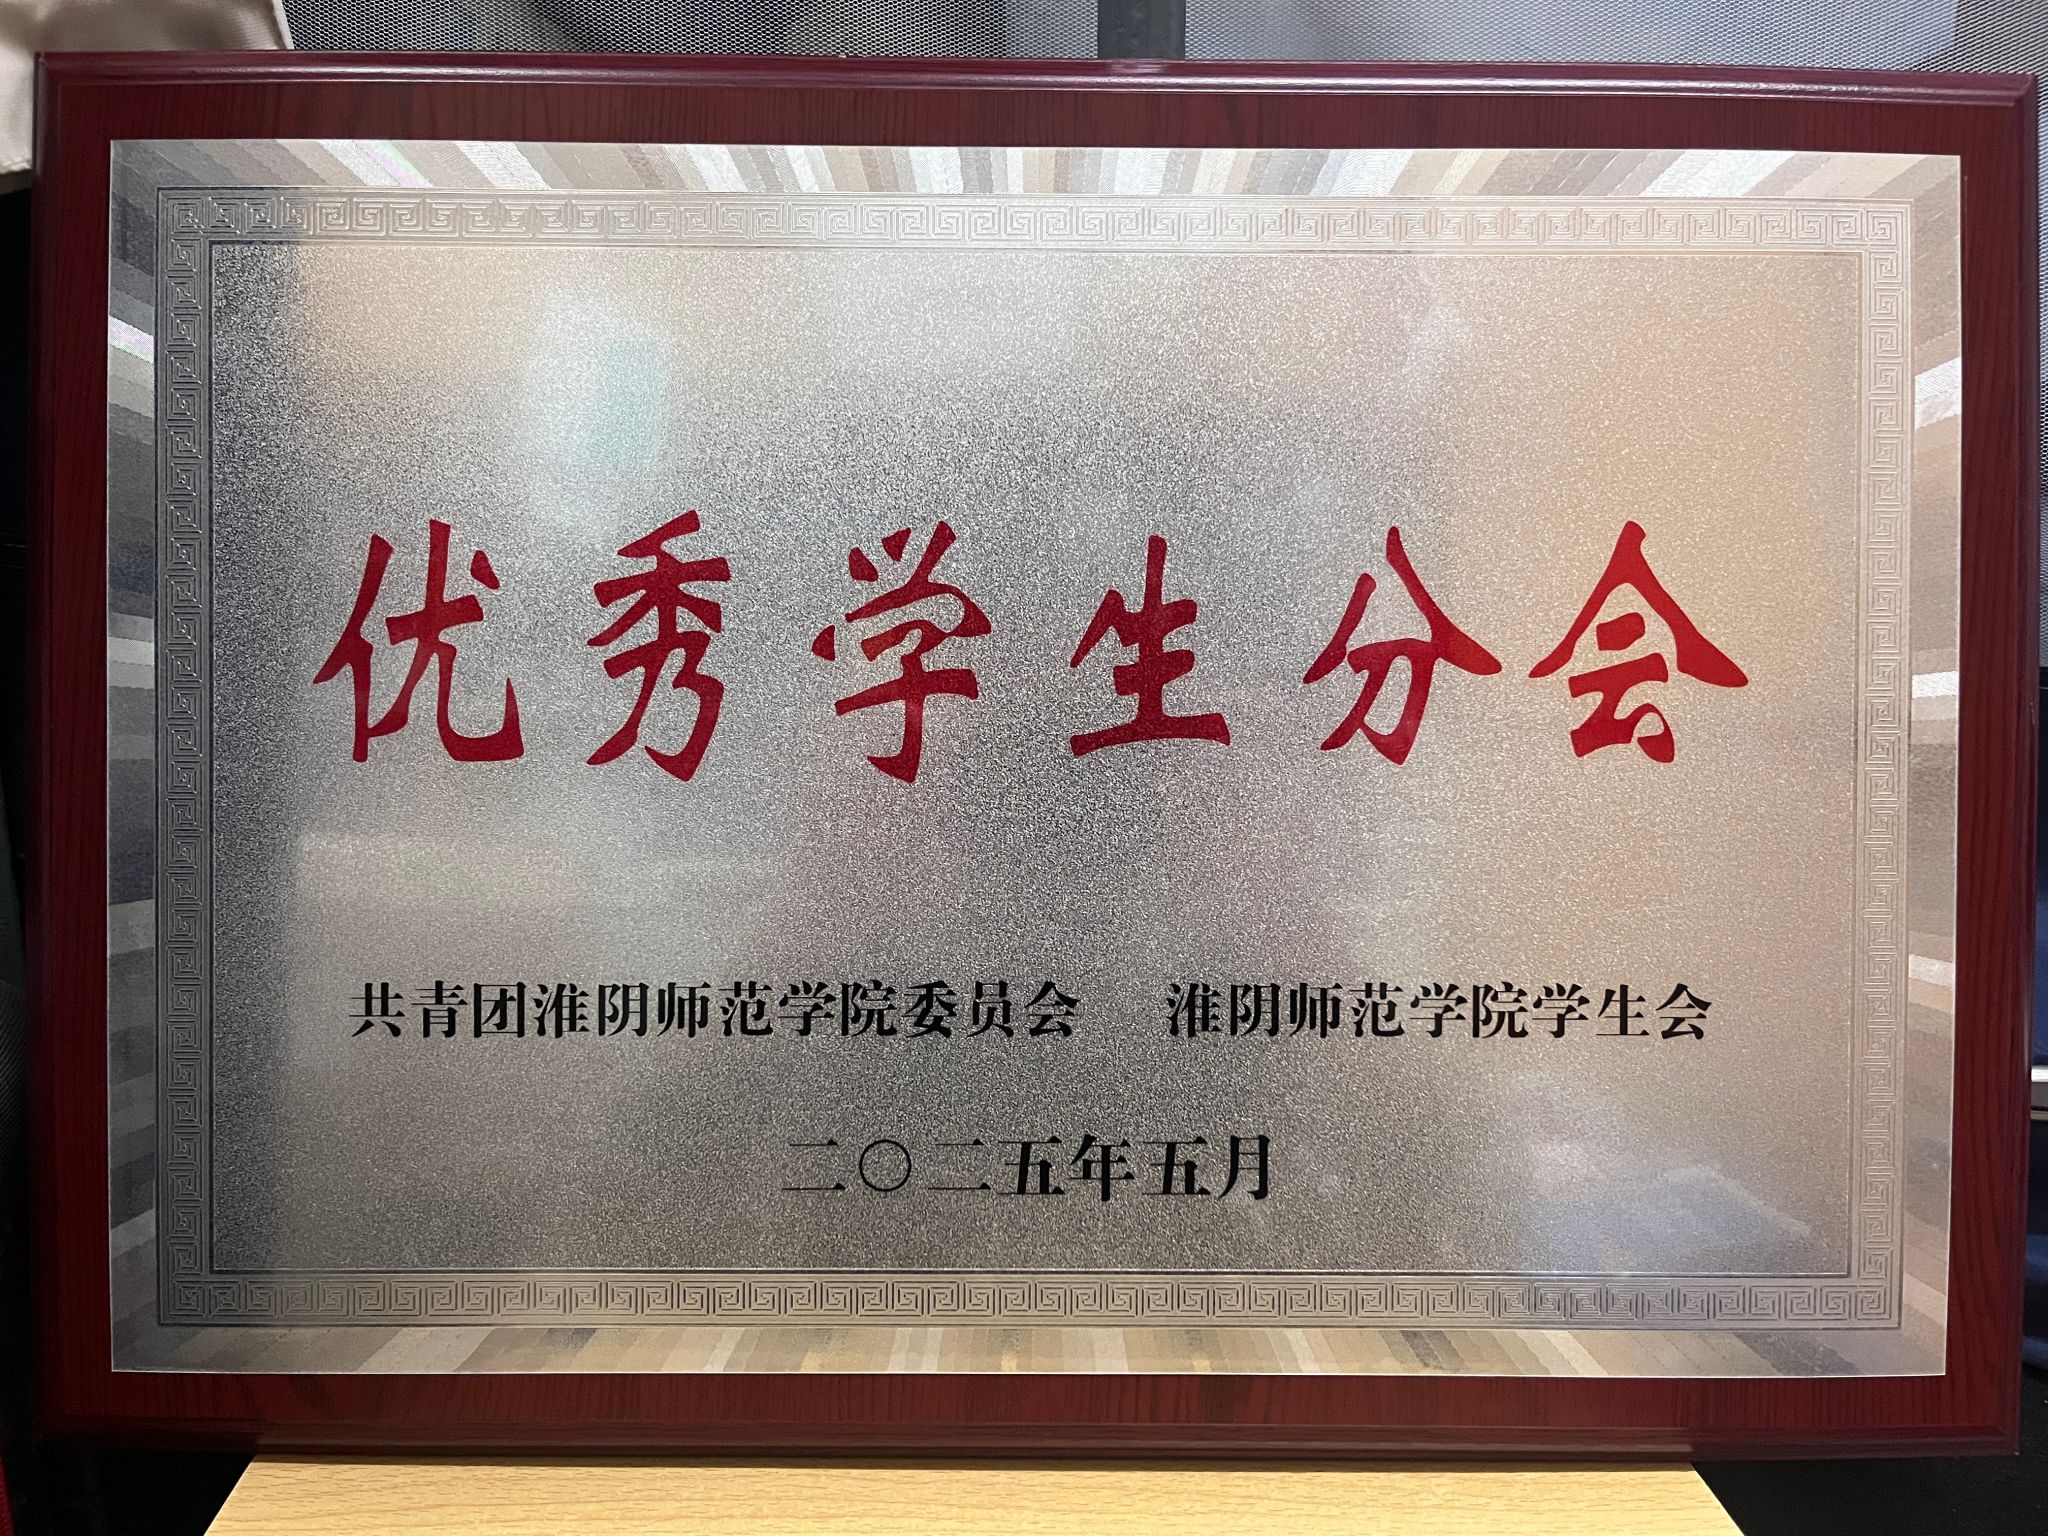 优秀学生分会
共青团淮阴师范学院委员会 淮阴师范学院学生会
二〇二五年五月